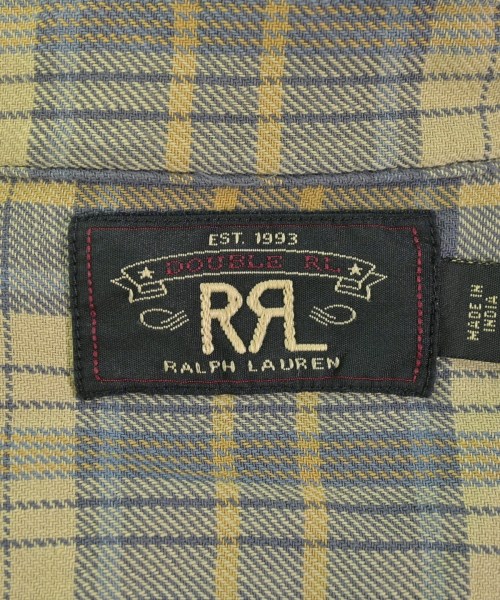 EST. 1993
DOUBLE RL
RRL
RALPH LAUREN
MADE IN
INDIA